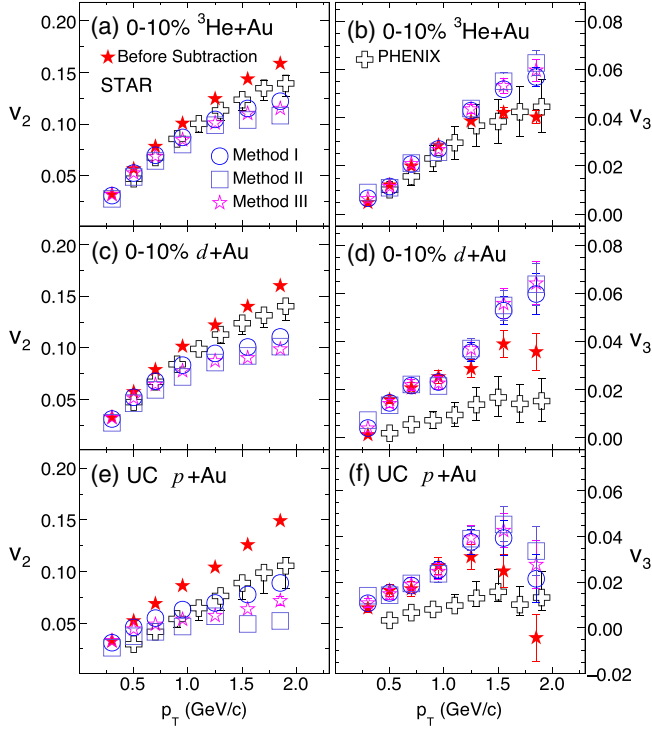 (a) 0-10% ³He+Au
Before Subtraction
STAR
Method I
Method II
Method III
v₂
0.20
0.15
0.10
0.05
(b) 0-10% ³He+Au
PHENIX
v₃
0.08
0.06
0.04
0.02
0.00
(c) 0-10% d+Au
v₂
0.20
0.15
0.10
0.05
(d) 0-10% d+Au
v₃
0.08
0.06
0.04
0.02
0.00
(e) UC p+Au
v₂
0.20
0.15
0.10
0.05
(f) UC p+Au
v₃
0.04
0.02
0.00
−0.02
0.5 1.0 1.5 2.0
0.5 1.0 1.5 2.0
p_T (GeV/c)
p_T (GeV/c)